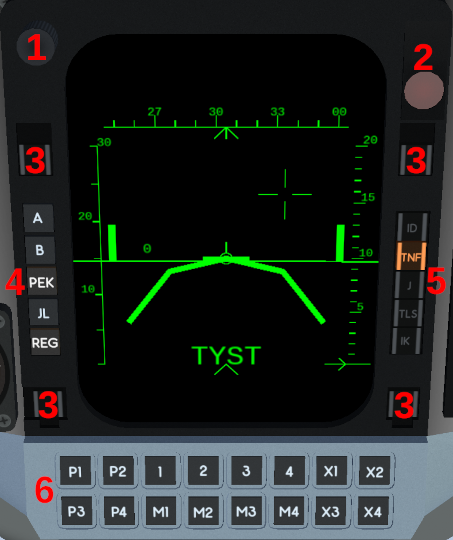 1
2
27 30 33 00
30
20
3
3
15
A
20
ID
B
0
TNF
10
4
PEK
5
J
10
JL
5
TLS
REG
IK
TYST
3
3
6
P1 P2 1 2 3 4 X1 X2
P3 P4 M1 M2 M3 M4 X3 X4